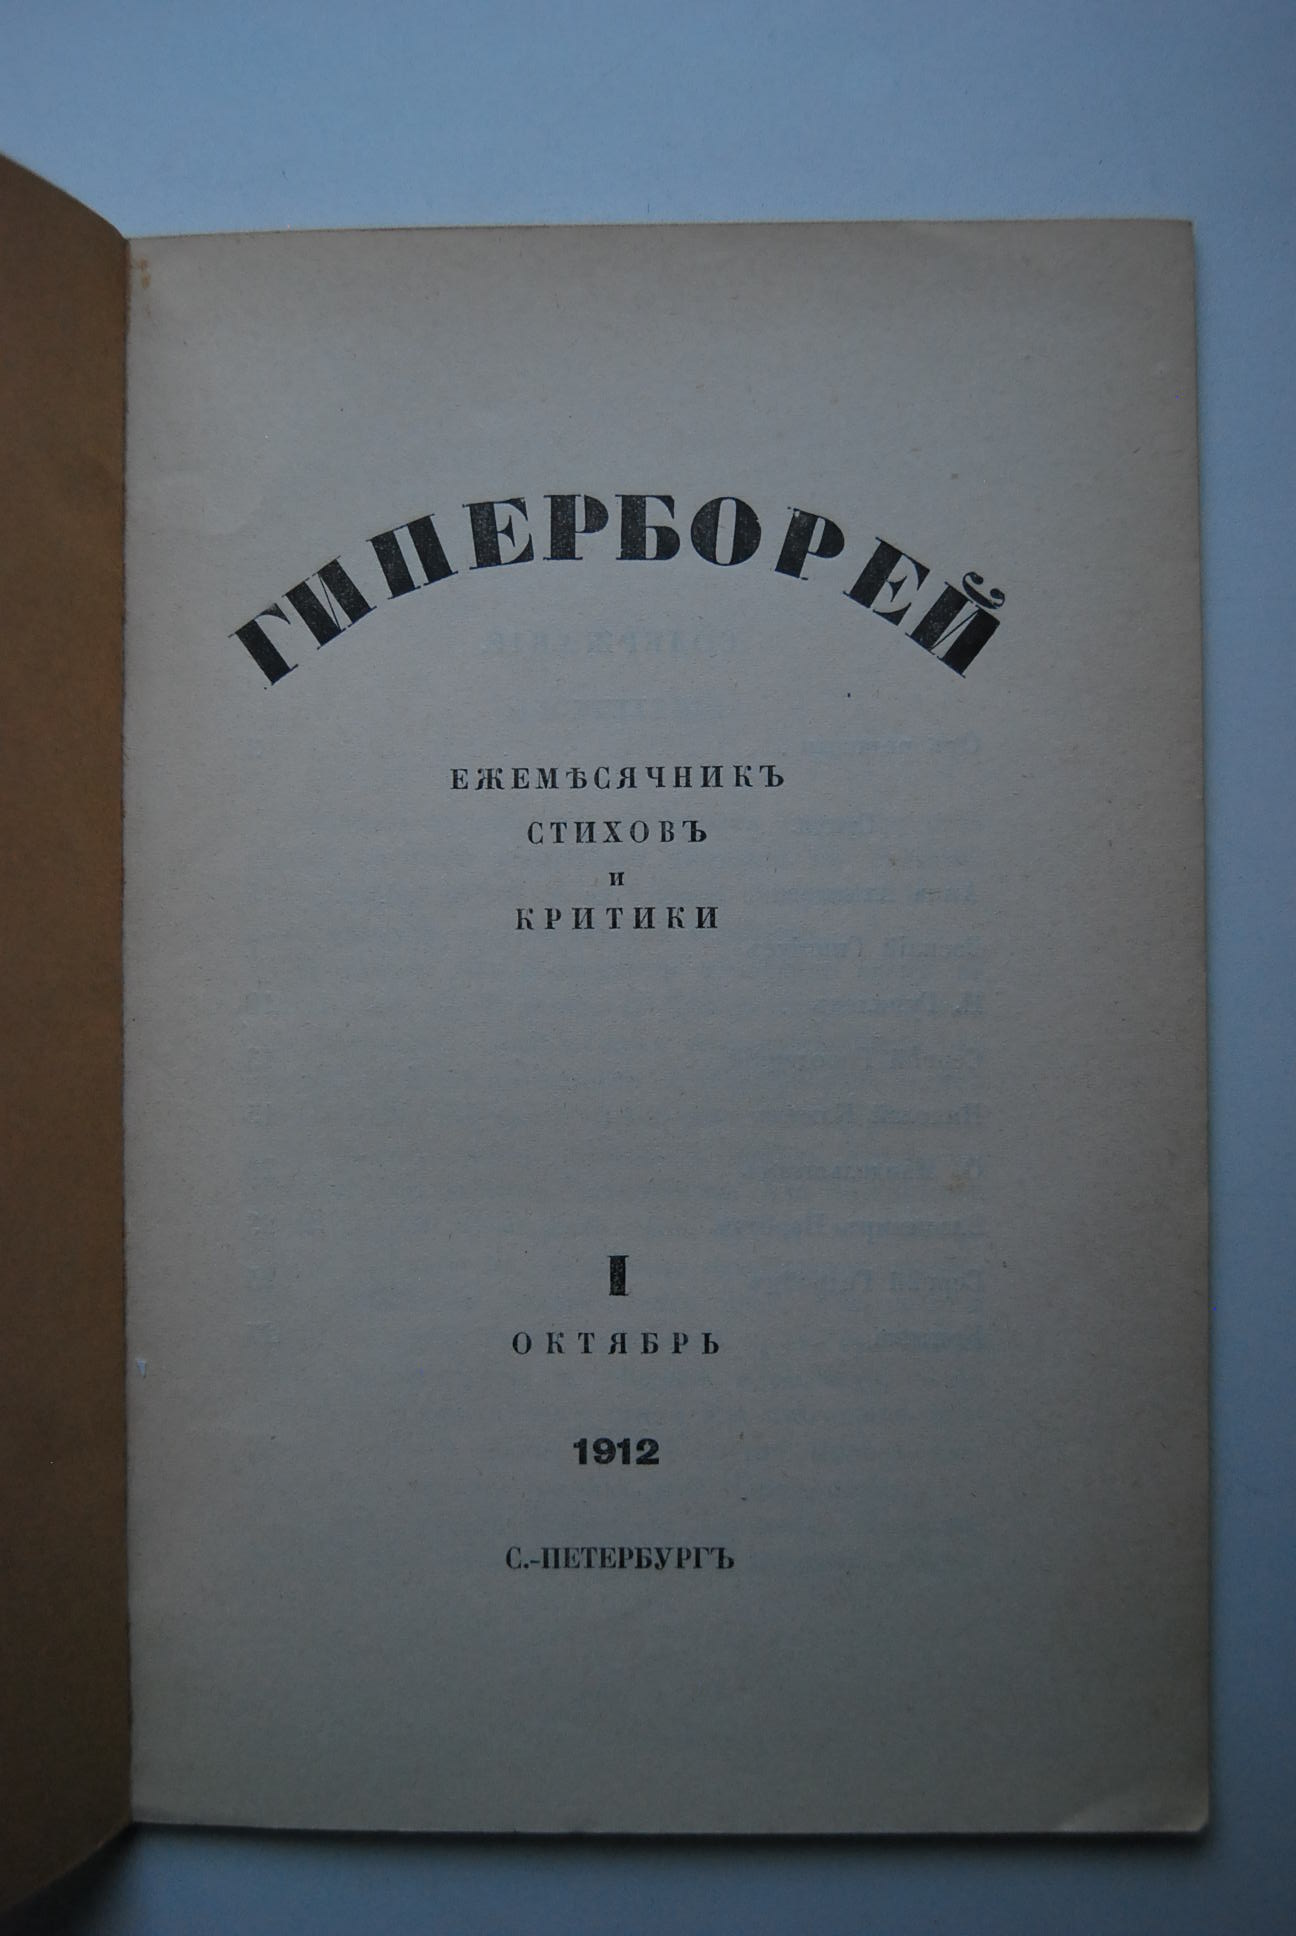 ГИПЕРБОРЕЙ
ЕЖЕМѢСЯЧНИКЪ
СТИХОВЪ
И
КРИТИКИ
I
ОКТЯБРЬ
1912
С.-ПЕТЕРБУРГЪ